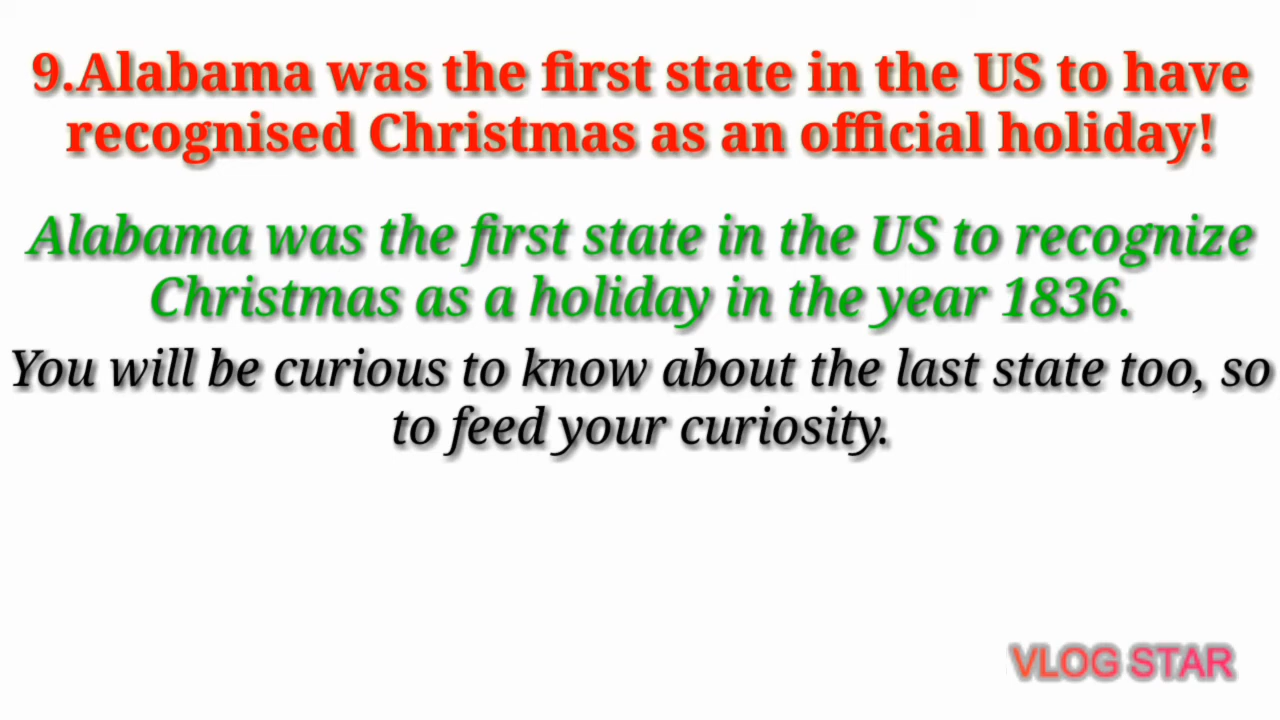 9.Alabama was the first state in the US to have
recognised Christmas as an official holiday!
Alabama was the first state in the US to recognize
Christmas as a holiday in the year 1836.
You will be curious to know about the last state too, so
to feed your curiosity.
VLOG STAR